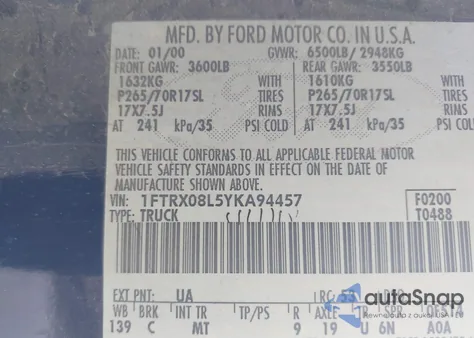 MFD. BY FORD MOTOR CO. IN U.S.A.
DATE: 01/00 GVWR: 6500LB/ 2948KG
FRONT GAWR: 3600LB REAR GAWR: 3550LB
1632KG WITH 1610KG WITH
P265/70R17SL TIRES P265/70R17SL TIRES
17X7.5J RIMS 17X7.5J RIMS
AT 241 kPa/35 PSI COLD AT 241 kPa/35 PSI COLD
THIS VEHICLE CONFORMS TO ALL APPLICABLE FEDERAL MOTOR
VEHICLE SAFETY STANDARDS IN EFFECT ON THE DATE OF
MANUFACTURE SHOWN ABOVE.
VIN: 1FTRX08L5YKA94457 F0200
TYPE: TRUCK T0488
EXT PNT: UA RC: 53 DSO:
WB BRK INT TR TP/PS R AXLE TR SPR
139 C MT 9 19 U 6N A0A
autoSnap